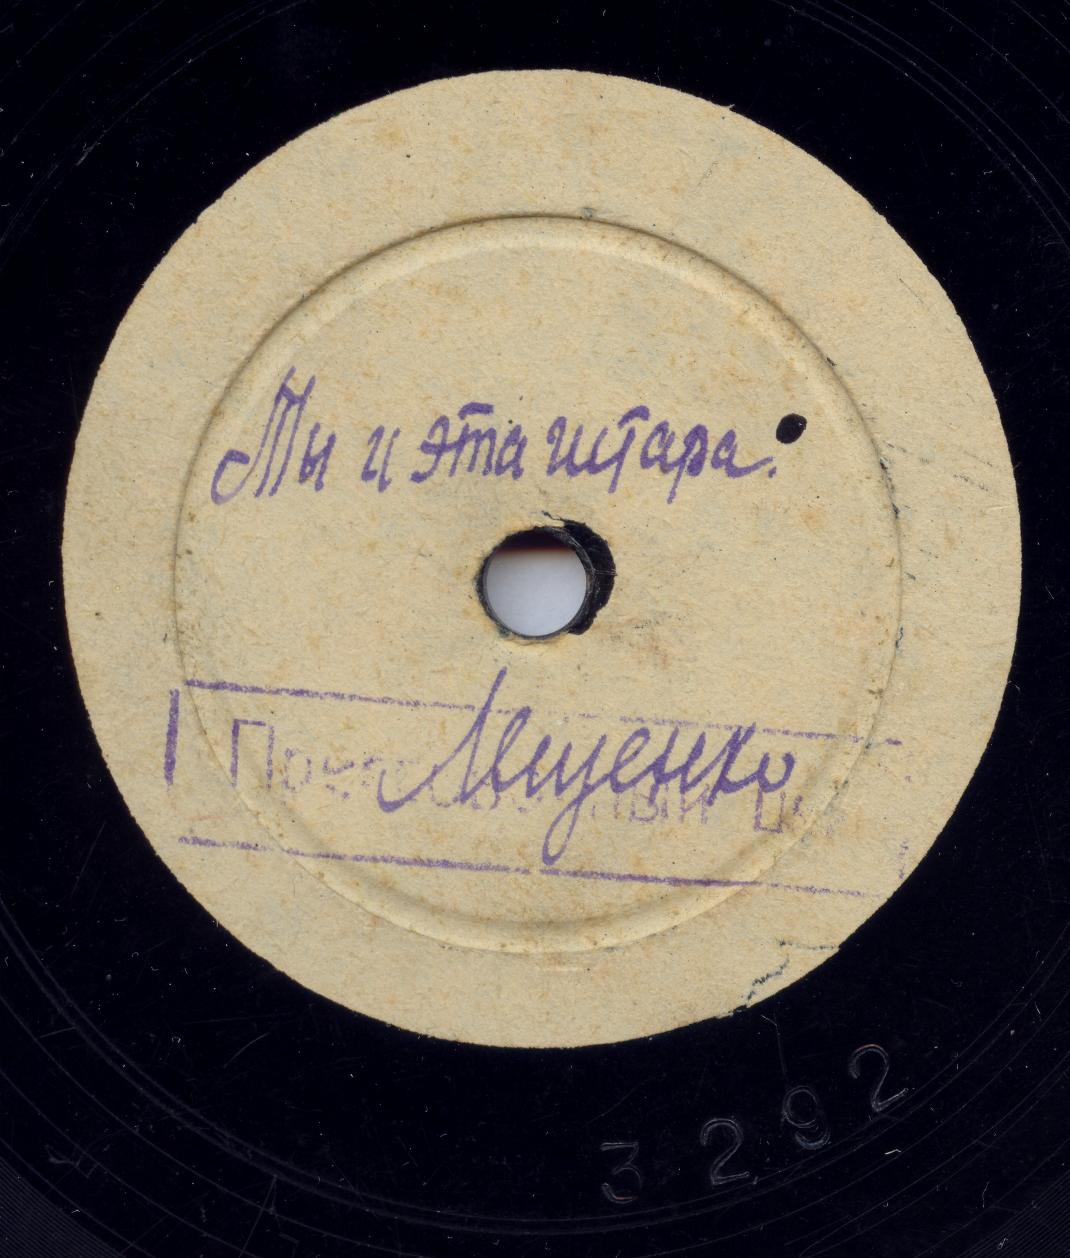 Ты и эта гитара.
Лещенко
3292